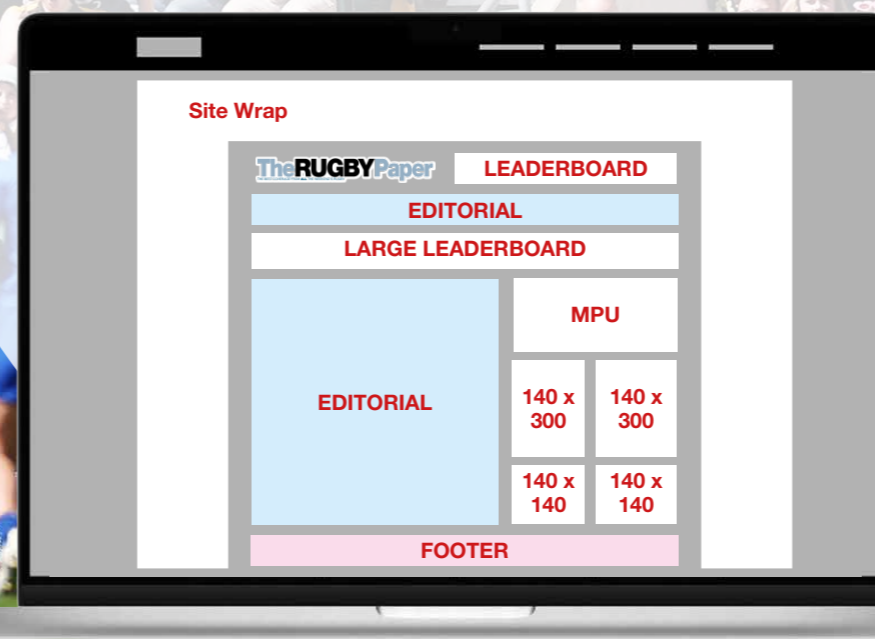 Site Wrap
TheRUGBYPaper
LEADERBOARD
EDITORIAL
LARGE LEADERBOARD
MPU
EDITORIAL
140 x
300
140 x
300
140 x
140
140 x
140
FOOTER